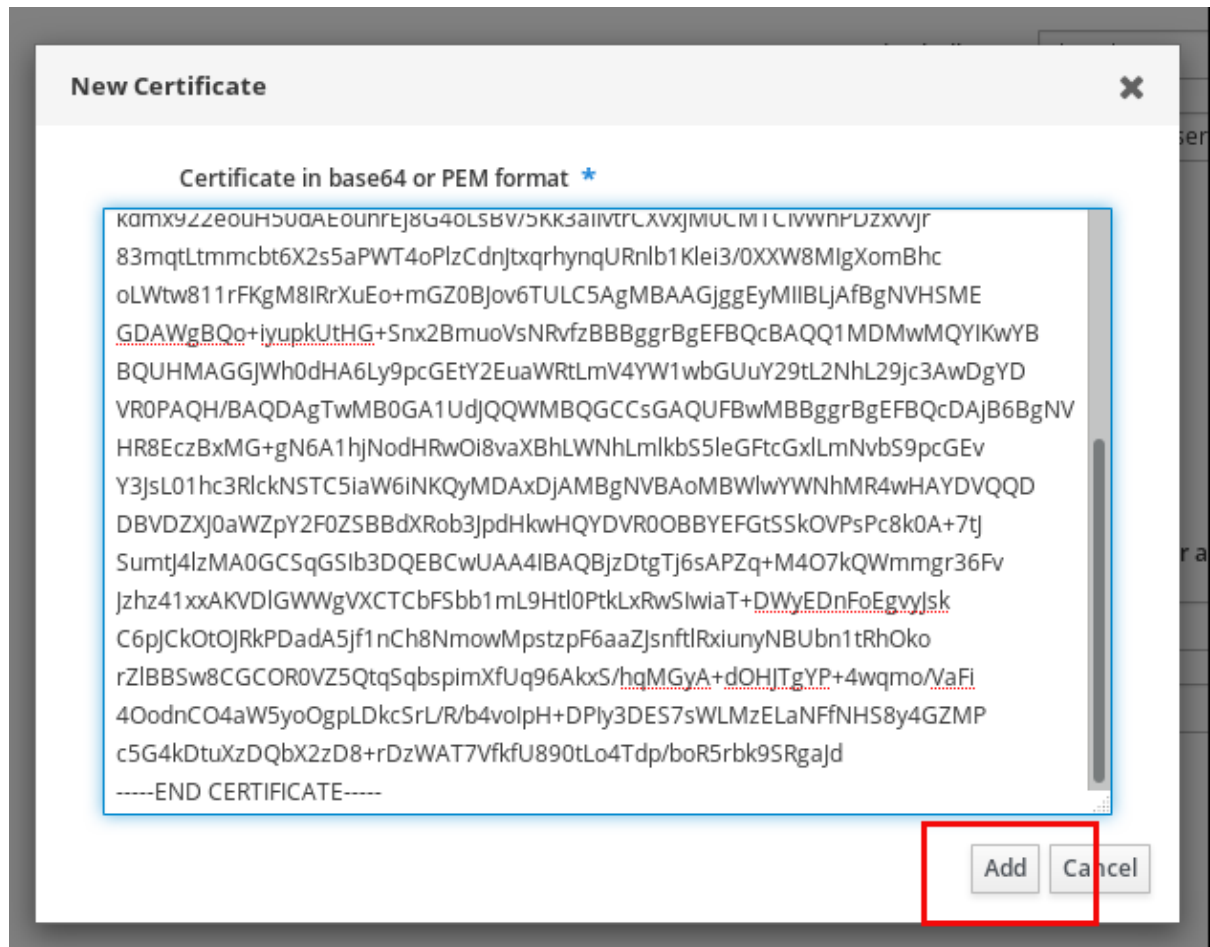 New Certificate
Certificate in base64 or PEM format *
83mqtLtmmcbt6X2s5aPWT4oPlzCdnJtxqrhynqURnlb1Klei3/0XXW8MIgXomBhc
oLWtw811rFKgM8IRrXuEo+mGZ0BJov6TULC5AgMBAAGjggEyMIIBLjAfBgNVHSME
GDAWgBQo+iyupkUtHG+Snx2BmuoVsNRvfzBBBggrBgEFBQcBAQQ1MDMwMQYIKwYB
BQUHMAGGJWh0dHA6Ly9pcGEtY2EuaWRtLmV4YW1wbGUuY29tL2NhL29jc3AwDgYD
VR0PAQH/BAQDAgTwMB0GA1UdJQQWMBQGCCsGAQUFBwMBBggrBgEFBQcDAjB6BgNV
HR8EczBxMG+gN6A1hjNodHRwOi8vaXBhLWNhLmlkbS5leGFtcGxlLmNvbS9pcGEv
Y3JsL01hc3RlckNSTC5iaW6iNKQyMDAxDjAMBgNVBAoMBWlwYWNhMR4wHAYDVQQD
DBVDZXJ0aWZpY2F0ZSBBdXRob3JpdHkwHQYDVR0OBBYEFGtSSkOVPsPc8k0A+7tJ
SumtJ4lzMA0GCSqGSIb3DQEBCwUAA4IBAQBjzDtgTj6sAPZq+M4O7kQWmmgr36Fv
Jzhz41xxAKVDlGWWgVXCTCbFSbb1mL9Htl0PtkLxRwSIwiaT+DWyEDnFoEgvyJsk
C6pJCkOtOJRkPDadA5jf1nCh8NmowMpstzpF6aaZJsnftlRxiunyNBUbn1tRhOko
rZlBBSw8CGCOR0VZ5QtqSqbspimXfUq96AkxS/hqMGyA+dOHJTgYP+4wqmo/VaFi
4OodnCO4aW5yoOgpLDkcSrL/R/b4voIpH+DPIy3DES7sWLMzELaNFfNHS8y4GZMP
c5G4kDtuXzDQbX2zD8+rDzWAT7VfkfU890tLo4Tdp/boR5rbk9SRgaJd
-----END CERTIFICATE-----
Add Cancel